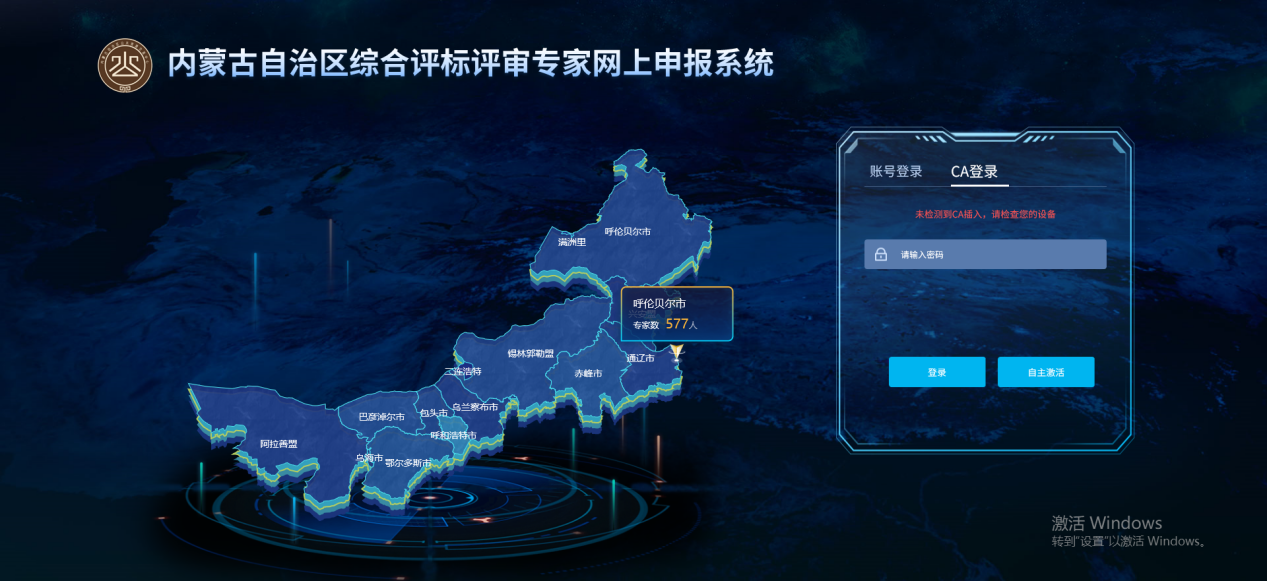 内蒙古自治区综合评标评审专家网上申报系统
账号登录 CA登录
未检测到CA插入，请检查您的设备
请输入密码
登录 自主激活
呼伦贝尔市
满洲里
呼伦贝尔市
专家数 577人
锡林郭勒盟
通辽市
二连浩特
赤峰市
乌兰察布市
包头市
巴彦淖尔市
呼和浩特市
阿拉善盟
乌海市
鄂尔多斯市
激活 Windows
转到"设置"以激活 Windows。